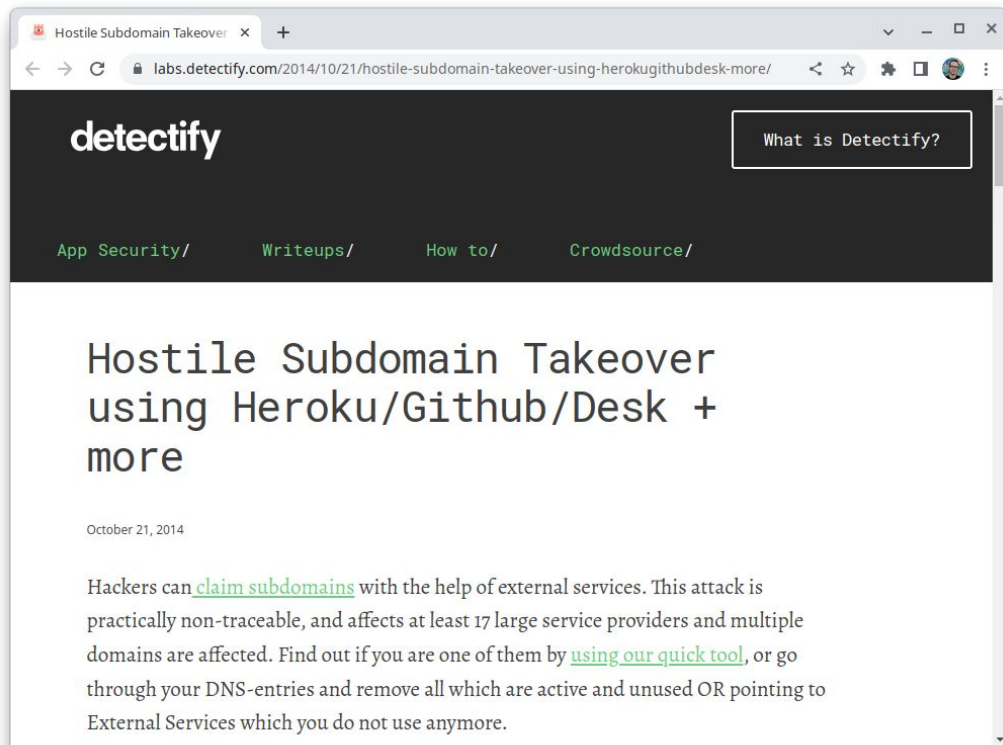 Hostile Subdomain Takeover
labs.detectify.com/2014/10/21/hostile-subdomain-takeover-using-herokugithubdesk-more/
detectify
What is Detectify?
App Security/ Writeups/ How to/ Crowdsource/
Hostile Subdomain Takeover
using Heroku/Github/Desk +
more
October 21, 2014
Hackers can claim subdomains with the help of external services. This attack is
practically non-traceable, and affects at least 17 large service providers and multiple
domains are affected. Find out if you are one of them by using our quick tool, or go
through your DNS-entries and remove all which are active and unused OR pointing to
External Services which you do not use anymore.